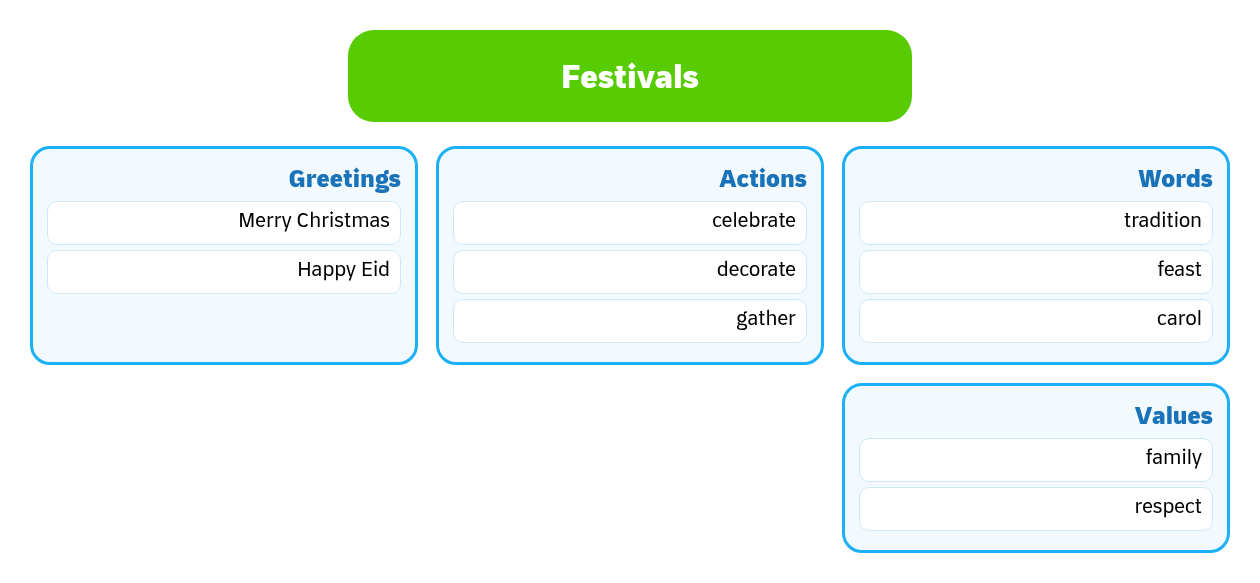 Festivals
Greetings
Merry Christmas
Happy Eid
Actions
celebrate
decorate
gather
Words
tradition
feast
carol
Values
family
respect